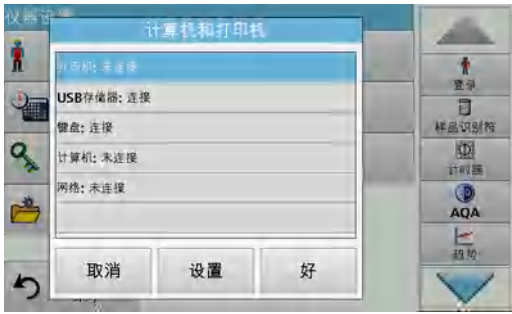 仪器设
计算机和打印机
打印机: 未连接
USB存储器: 连接
键盘: 连接
计算机: 未连接
网络: 未连接
取消
设置
好
登录
样品识别符
计时器
AQA
趋势